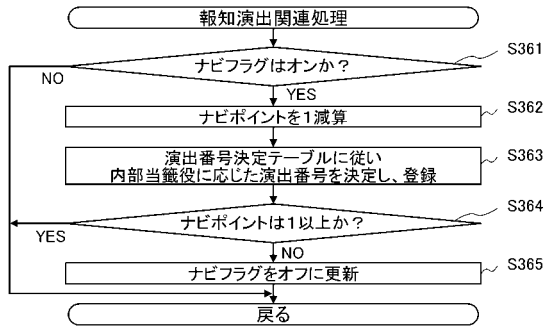 報知演出関連処理
S361
ナビフラグはオンか？
NO
YES
S362
ナビポイントを1減算
S363
演出番号決定テーブルに従い
内部当籤役に応じた演出番号を決定し、登録
S364
ナビポイントは1以上か？
YES
NO
S365
ナビフラグをオフに更新
戻る